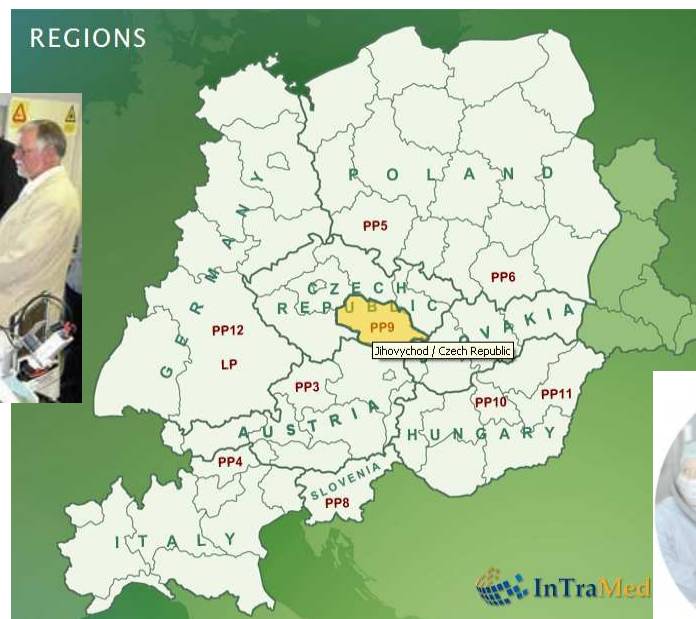 REGIONS
POLAND
GERMANY
PP5
PP6
CZECH
REPUBLIC
PP9
SLOVAKIA
Jihovychod / Czech Republic
PP12
LP
PP3
PP10
PP11
AUSTRIA
HUNGARY
PP4
SLOVENIA
PP8
ITALY
InTraMed